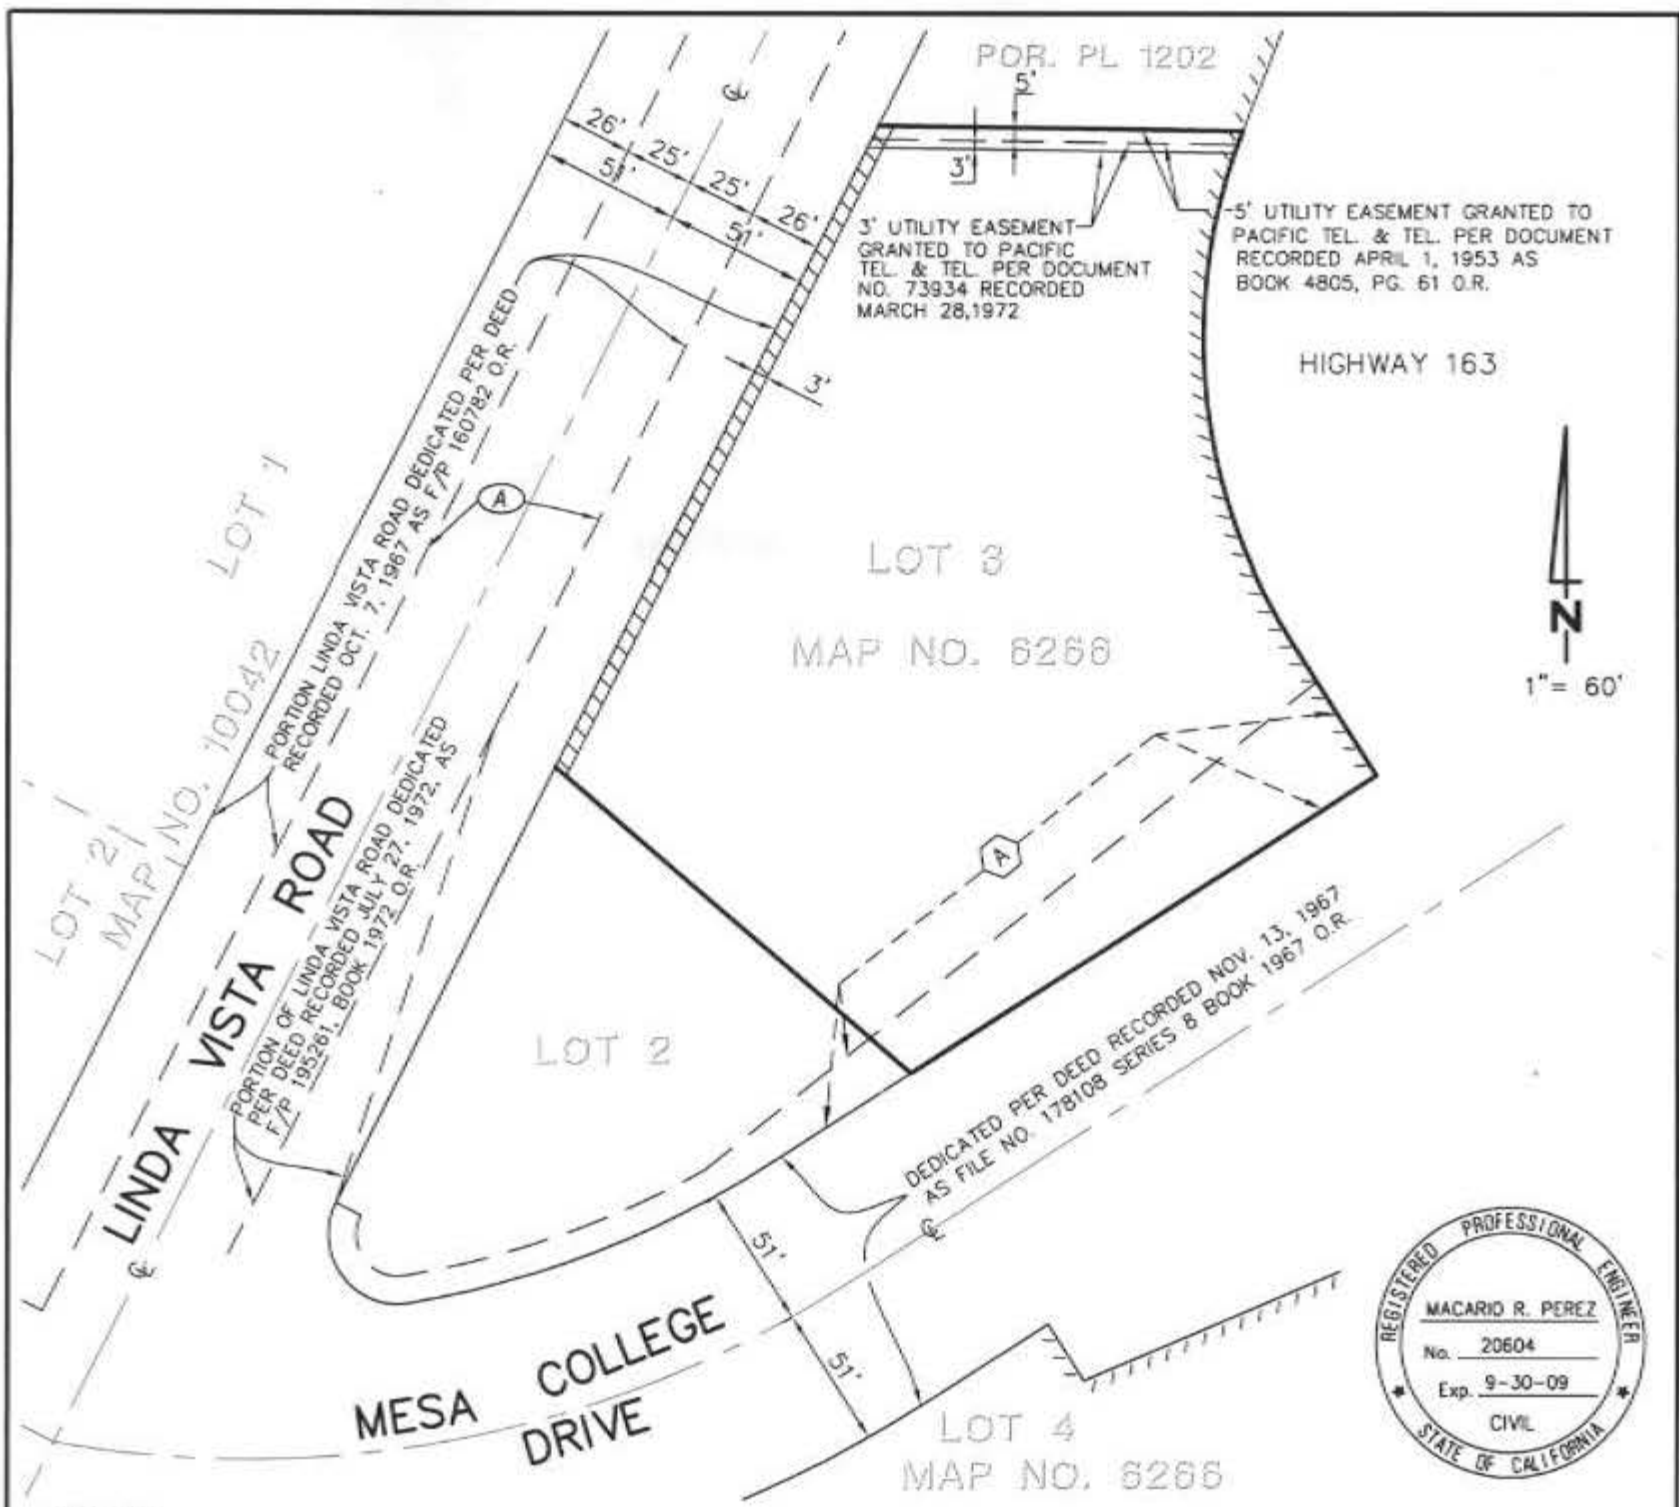 POR. PL 1202
5'
℄
26'
25'
51'
25'
26'
51'
3'
3' UTILITY EASEMENT
GRANTED TO PACIFIC
TEL. & TEL. PER DOCUMENT
NO. 73934 RECORDED
MARCH 28,1972
5' UTILITY EASEMENT GRANTED TO
PACIFIC TEL. & TEL. PER DOCUMENT
RECORDED APRIL 1, 1953 AS
BOOK 4805, PG. 61 O.R.
HIGHWAY 163
3'
PORTION LINDA VISTA ROAD DEDICATED PER DEED
RECORDED OCT. 7, 1967 AS F/P 160782 O.R.
A
LOT 1
LOT 3
MAP NO. 6266
N
1"= 60'
MAP NO. 10042
LOT 2
PORTION OF LINDA VISTA ROAD DEDICATED
PER DEED RECORDED JULY 27, 1972, AS
F/P 195261, BOOK 1972 O.R.
LINDA VISTA ROAD
℄
A
LOT 2
DEDICATED PER DEED RECORDED NOV. 13, 1967
AS FILE NO. 178108 SERIES 8 BOOK 1967 O.R.
℄
51'
51'
MESA COLLEGE
DRIVE
LOT 4
MAP NO. 6266
REGISTERED PROFESSIONAL ENGINEER
MACARIO R. PEREZ
No. 20604
Exp. 9-30-09
CIVIL
STATE OF CALIFORNIA